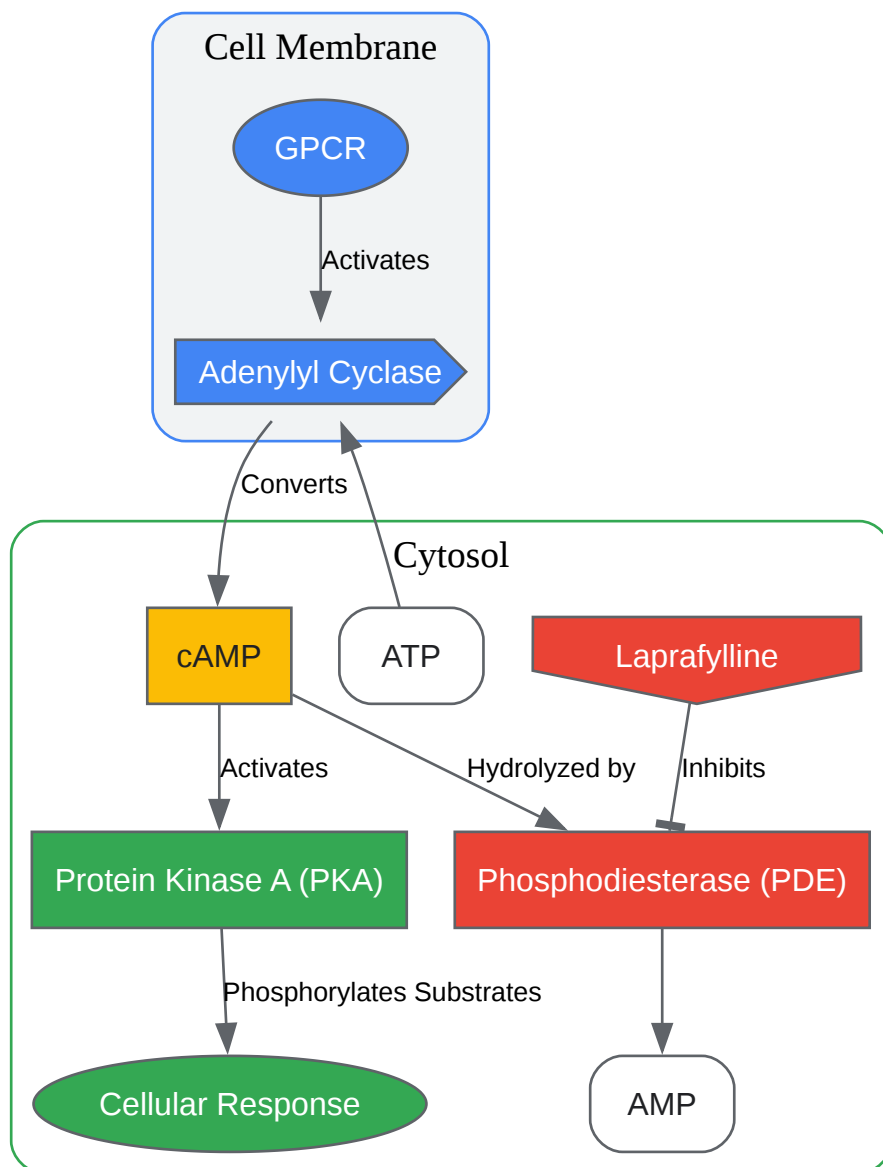 Cell Membrane
GPCR
Activates
Adenylyl Cyclase
Converts
Cytosol
cAMP
ATP
Laprafylline
Activates
Hydrolyzed by
Inhibits
Protein Kinase A (PKA)
Phosphodiesterase (PDE)
Phosphorylates Substrates
Cellular Response
AMP